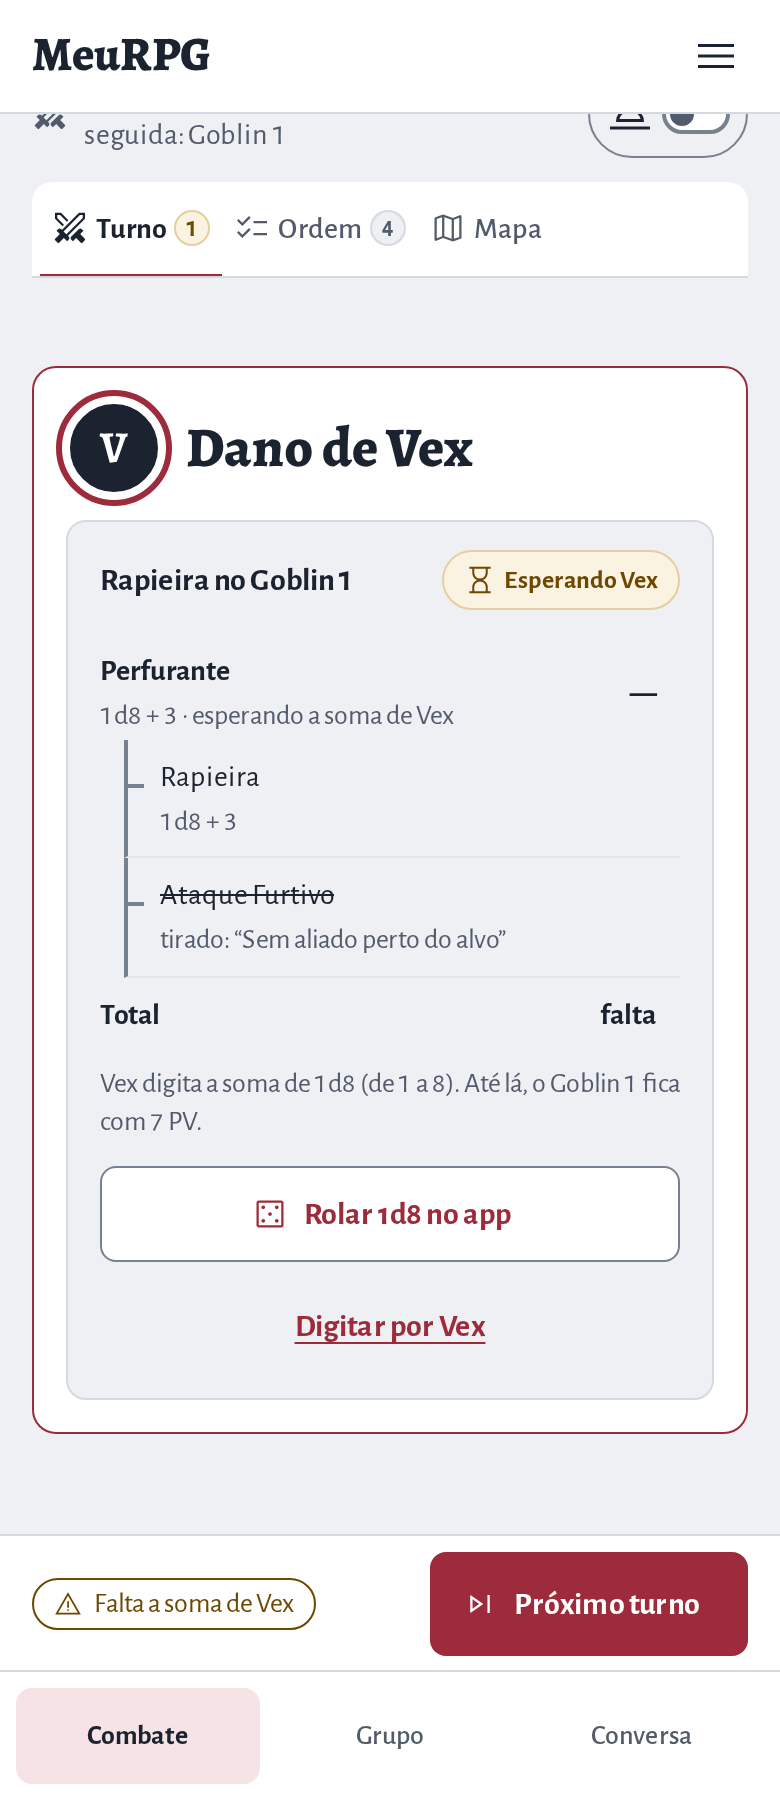 MeuRPG
seguida: Goblin 1
Turno 1
Ordem 4
Mapa
V
Dano de Vex
Rapieira no Goblin 1
Esperando Vex
Perfurante
—
1d8 + 3 · esperando a soma de Vex
Rapieira
1d8 + 3
Ataque Furtivo
tirado: “Sem aliado perto do alvo”
Total
falta
Vex digita a soma de 1d8 (de 1 a 8). Até lá, o Goblin 1 fica
com 7 PV.
Rolar 1d8 no app
Digitar por Vex
Falta a soma de Vex
Próximo turno
Combate
Grupo
Conversa